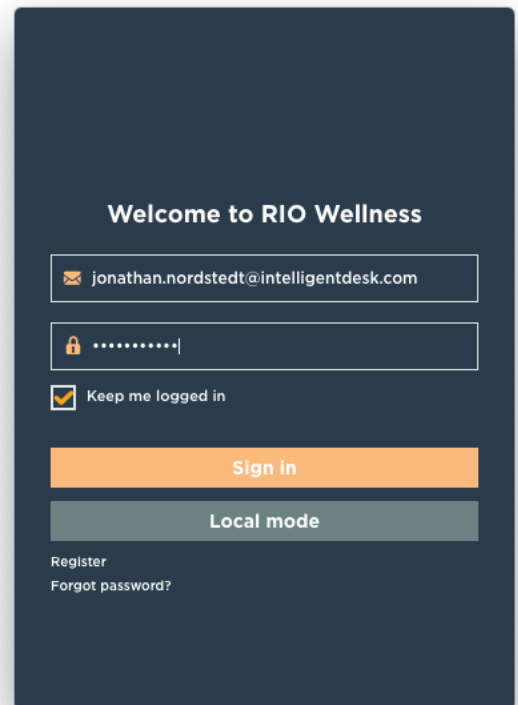 Welcome to RIO Wellness
jonathan.nordstedt@intelligentdesk.com
•••••••••••
Keep me logged in
Sign in
Local mode
Register
Forgot password?